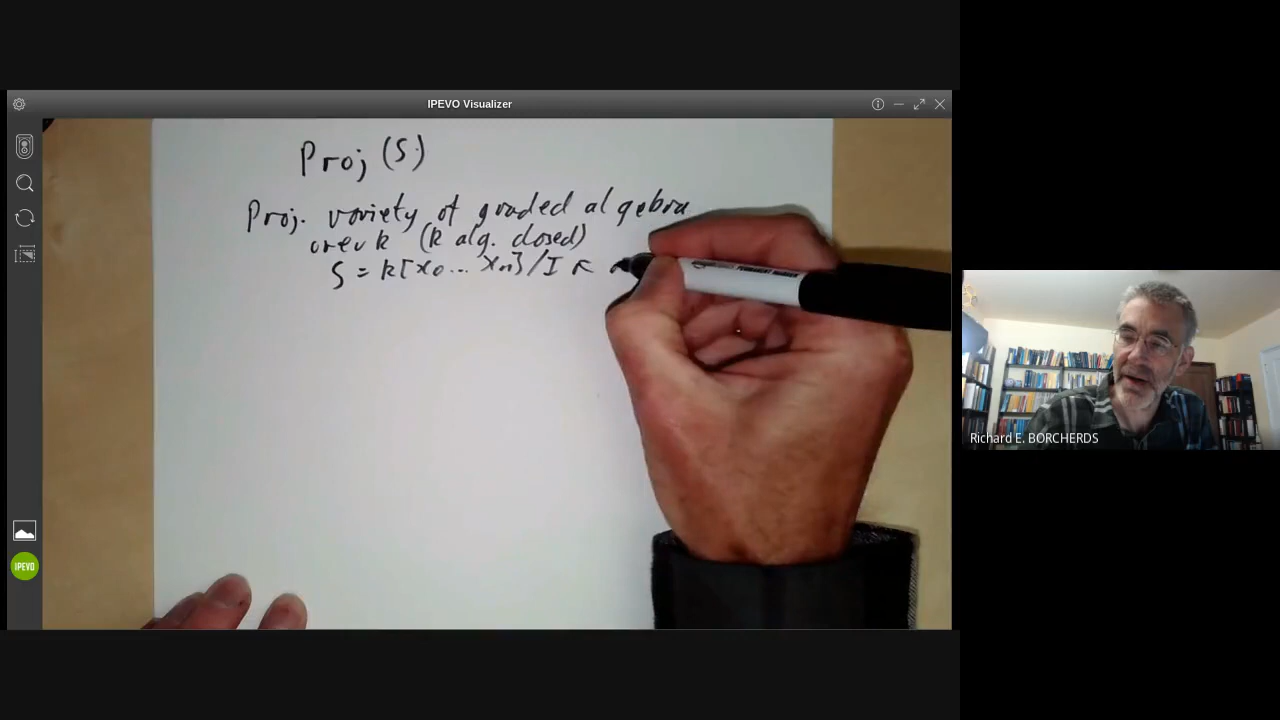 IPEVO Visualizer
Proj (S)
Proj. variety of graded algebra
over k (k alg. closed)
S = k[x₀... xₙ]/I ↖
Richard E. BORCHERDS
IPEVO